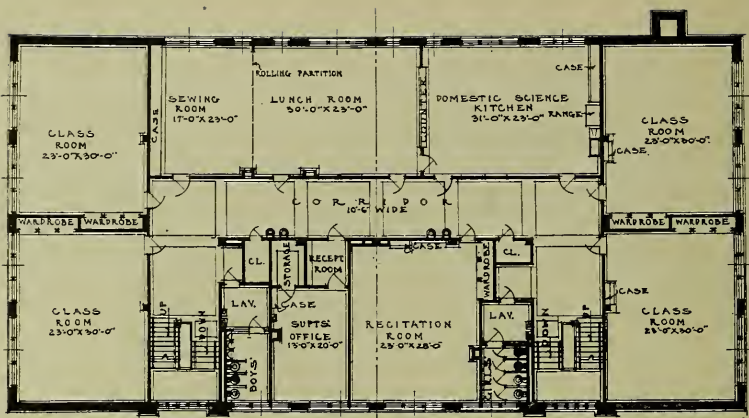 CLASS
ROOM
23'-0"X30'-0"
CASE
SEWING
ROOM
17'-0"X23'-0"
ROLLING PARTITION
LUNCH ROOM
30'-0"X23'-0"
COUNTER
DOMESTIC SCIENCE
KITCHEN
31'-0"X23'-0"
CASE
RANGE
CLASS
ROOM
23'-0"X30'-0"
CASE
CORRIDOR
10'-6" WIDE
WARDROBE
WARDROBE
WARDROBE
WARDROBE
CLASS
ROOM
23'-0"X30'-0"
UP
DOWN
CL.
STORAGE
RECEPT
ROOM
CASE
WARDROBE
CL.
LAV.
CASE
SUPTS.
OFFICE
13'-0"X20'-0"
BOYS'
RECITATION
ROOM
23'-0"X28'-0"
LAV.
GIRLS'
DOWN
UP
CASE
CLASS
ROOM
23'-0"X30'-0"